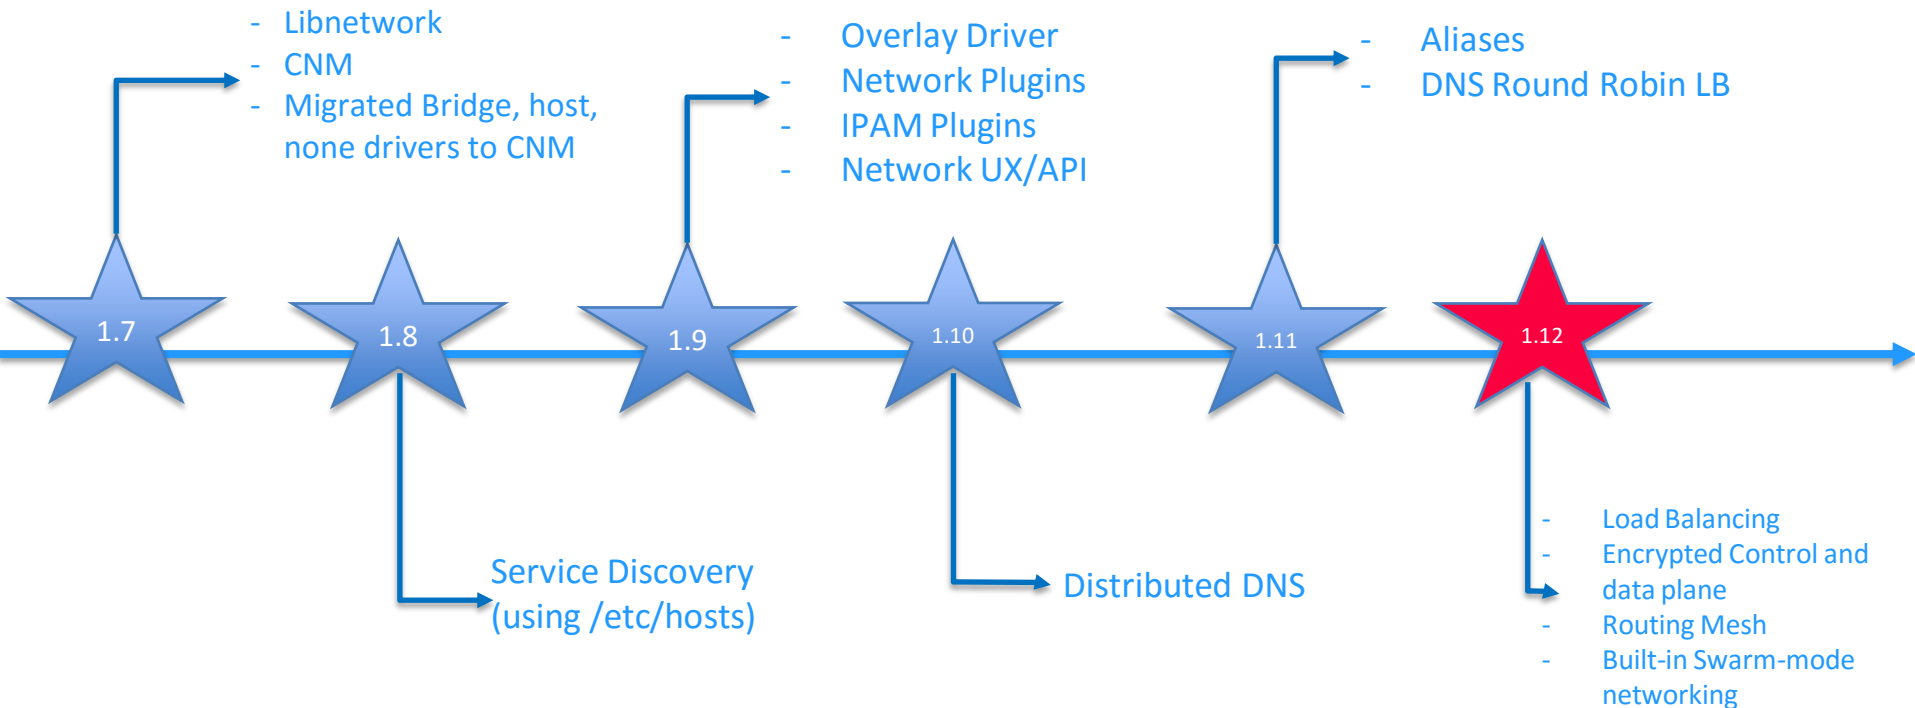 - Libnetwork
- CNM
- Migrated Bridge, host,
none drivers to CNM
- Overlay Driver
- Network Plugins
- IPAM Plugins
- Network UX/API
- Aliases
- DNS Round Robin LB
1.7
1.8
1.9
1.10
1.11
1.12
Service Discovery
(using /etc/hosts)
Distributed DNS
- Load Balancing
- Encrypted Control and
data plane
- Routing Mesh
- Built-in Swarm-mode
networking